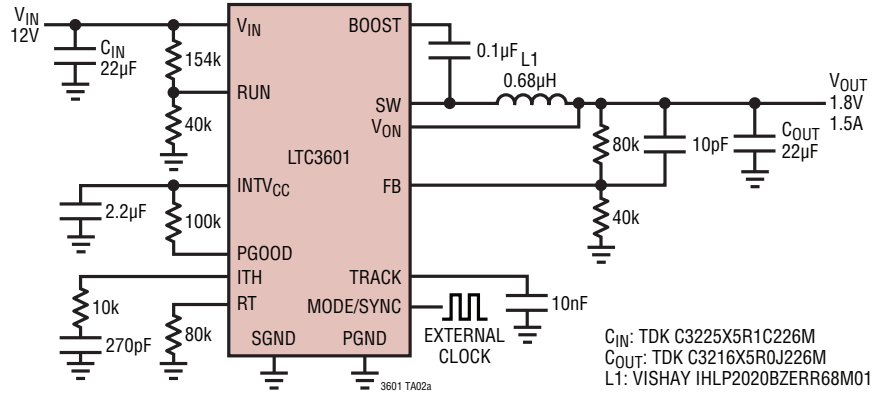 VIN
12V
CIN
22µF
154k
RUN
40k
VIN
BOOST
0.1µF
L1
0.68µH
SW
VON
VOUT
1.8V
1.5A
80k
10pF
COUT
22µF
LTC3601
INTVCC
FB
40k
2.2µF
100k
PGOOD
ITH
TRACK
10k
RT
MODE/SYNC
10nF
270pF
80k
SGND
PGND
EXTERNAL
CLOCK
3601 TA02a
CIN: TDK C3225X5R1C226M
COUT: TDK C3216X5R0J226M
L1: VISHAY IHLP2020BZERR68M01